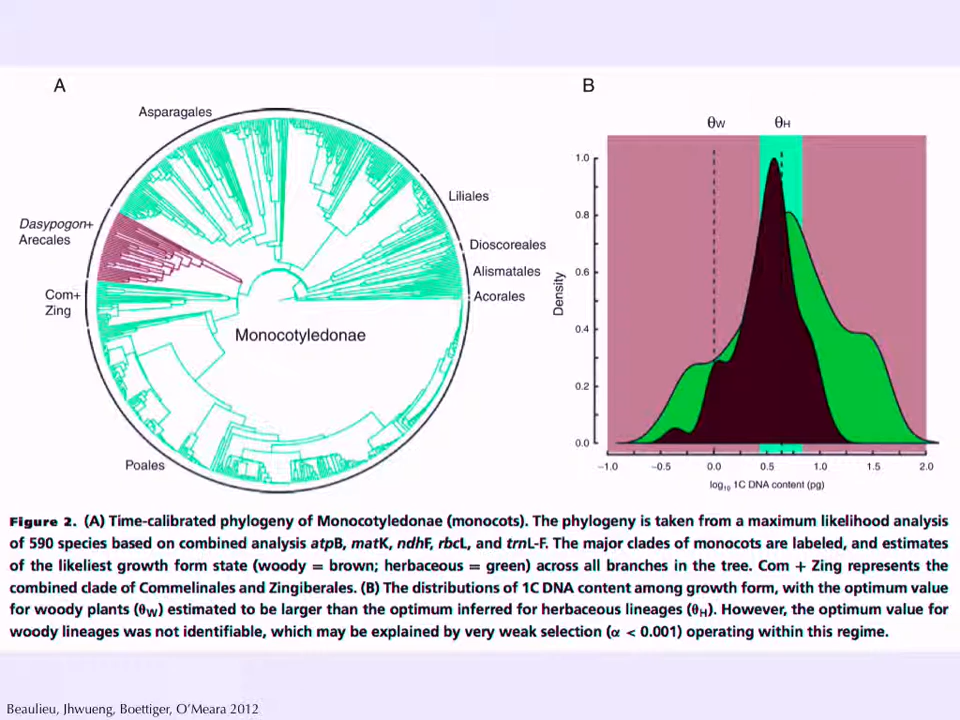 A
B
Asparagales
Liliales
Dasypogon+
Arecales
Dioscoreales
Alismatales
Acorales
Com+
Zing
Monocotyledonae
Poales
θW
θH
Density
1.0
0.8
0.6
0.4
0.2
0.0
−1.0 −0.5 0.0 0.5 1.0 1.5 2.0
log10 1C DNA content (pg)
Figure 2. (A) Time-calibrated phylogeny of Monocotyledonae (monocots). The phylogeny is taken from a maximum likelihood analysis
of 590 species based on combined analysis atpB, matK, ndhF, rbcL, and trnL-F. The major clades of monocots are labeled, and estimates
of the likeliest growth form state (woody = brown; herbaceous = green) across all branches in the tree. Com + Zing represents the
combined clade of Commelinales and Zingiberales. (B) The distributions of 1C DNA content among growth form, with the optimum value
for woody plants (θW) estimated to be larger than the optimum inferred for herbaceous lineages (θH). However, the optimum value for
woody lineages was not identifiable, which may be explained by very weak selection (α < 0.001) operating within this regime.
Beaulieu, Jhwueng, Boettiger, O'Meara 2012